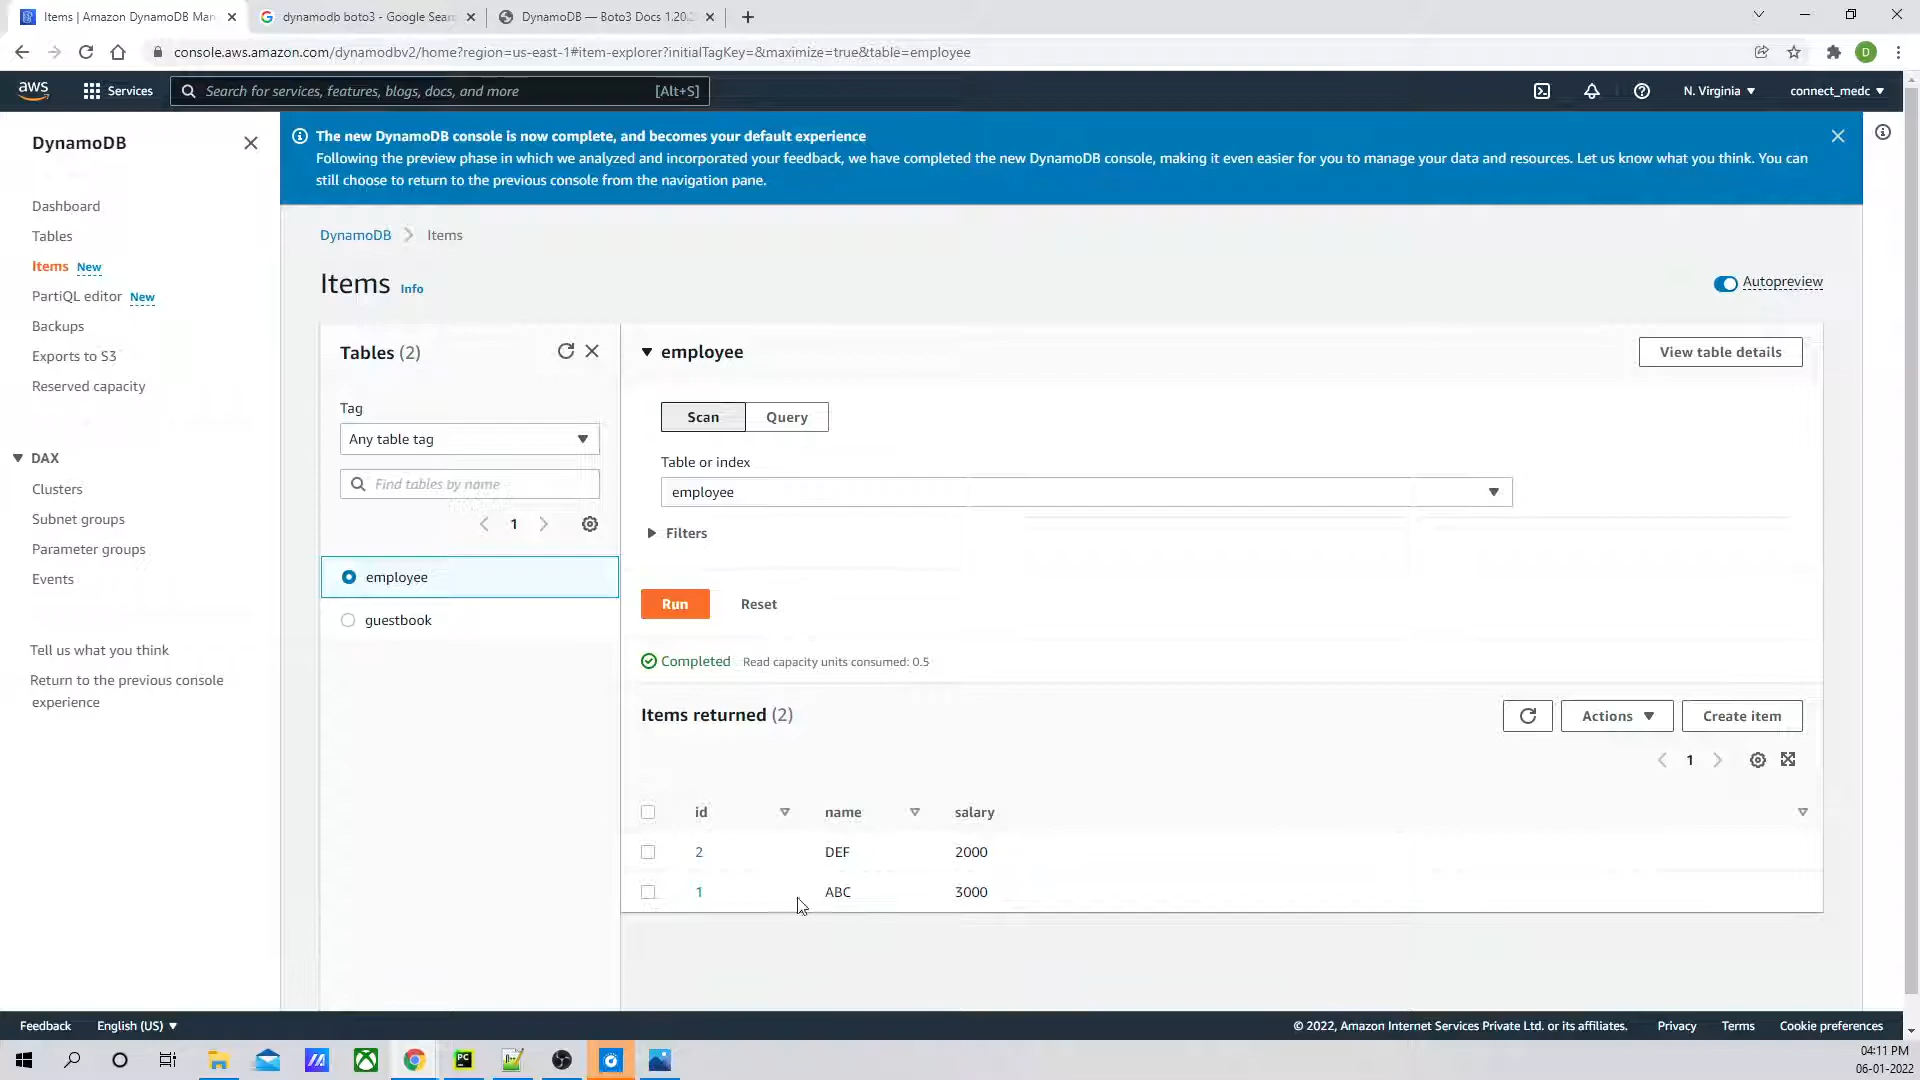 Items | Amazon DynamoDB Man
dynamodb boto3 - Google Sear
DynamoDB — Boto3 Docs 1.20.2
console.aws.amazon.com/dynamodbv2/home?region=us-east-1#item-explorer?initialTagKey=&maximize=true&table=employee
D
aws
Services
Search for services, features, blogs, docs, and more
[Alt+S]
N. Virginia
connect_medc
DynamoDB
Dashboard
Tables
Items New
PartiQL editor New
Backups
Exports to S3
Reserved capacity
DAX
Clusters
Subnet groups
Parameter groups
Events
Tell us what you think
Return to the previous console
experience
The new DynamoDB console is now complete, and becomes your default experience
Following the preview phase in which we analyzed and incorporated your feedback, we have completed the new DynamoDB console, making it even easier for you to manage your data and resources. Let us know what you think. You can
still choose to return to the previous console from the navigation pane.
DynamoDB Items
Items Info
Autopreview
Tables (2)
Tag
Any table tag
Find tables by name
1
employee
guestbook
employee
View table details
Scan Query
Table or index
employee
Filters
Run Reset
Completed Read capacity units consumed: 0.5
Items returned (2)
Actions
Create item
1
id name salary
2 DEF 2000
1 ABC 3000
Feedback English (US)
© 2022, Amazon Internet Services Private Ltd. or its affiliates. Privacy Terms Cookie preferences
PC
04:11 PM
06-01-2022